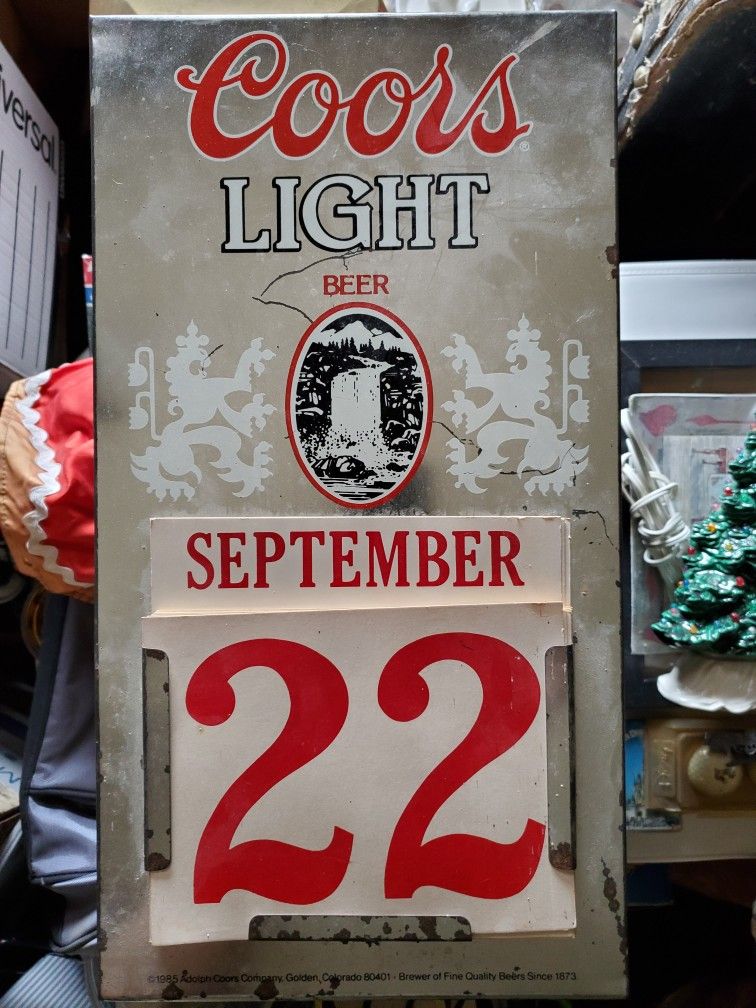 Coors®
LIGHT
BEER
SEPTEMBER
22
©1985 Adolph Coors Company, Golden, Colorado 80401 · Brewer of Fine Quality Beers Since 1873
versal